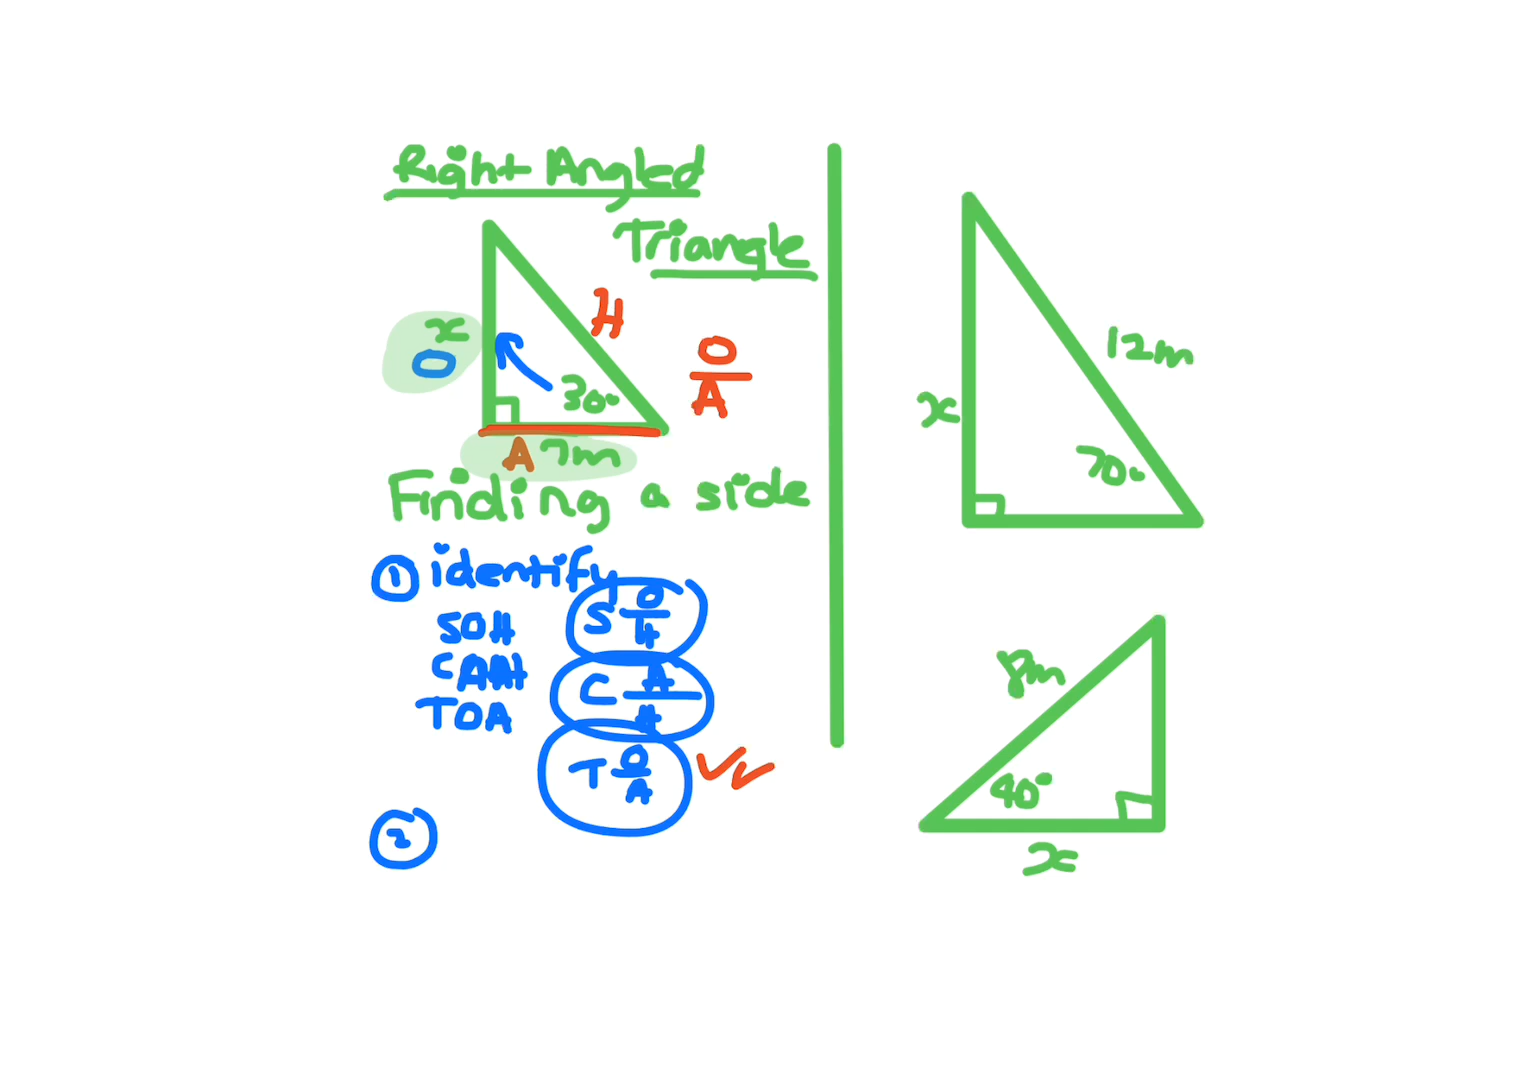 Right Angled
Triangle
x
O
H
30°
A 7m
O
A
Finding a side
① identify
SOH
CAH
TOA
S O
H
C A
H
T O
A
②
12m
x
70°
8m
40°
x